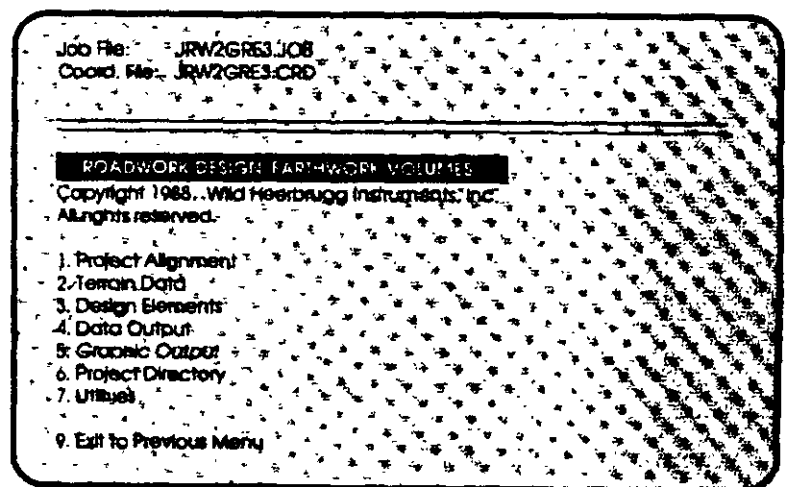 Job File: JRW2GRE3.JOB
Coord. File: JRW2GRE3.CRD
ROADWORK DESIGN EARTHWORK VOLUMES
Copyright 1988. Wild Heerbrugg Instruments, Inc.
All rights reserved.
1. Project Alignment
2. Terrain Data
3. Design Elements
4. Data Output
5. Graphic Output
6. Project Directory
7. Utilities
9. Exit to Previous Menu